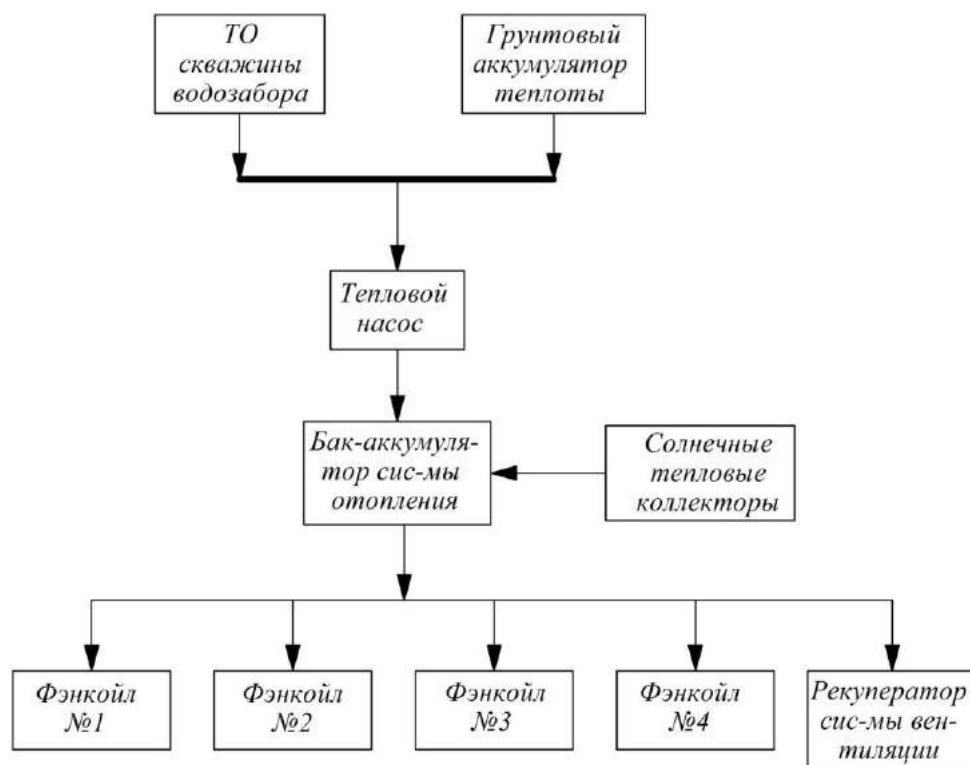 ТО
скважины
водозабора
Грунтовый
аккумулятор
теплоты
Тепловой
насос
Бак-аккумуля-
тор сис-мы
отопления
Солнечные
тепловые
коллекторы
Фэнкойл
№1
Фэнкойл
№2
Фэнкойл
№3
Фэнкойл
№4
Рекуператор
сис-мы вен-
тиляции